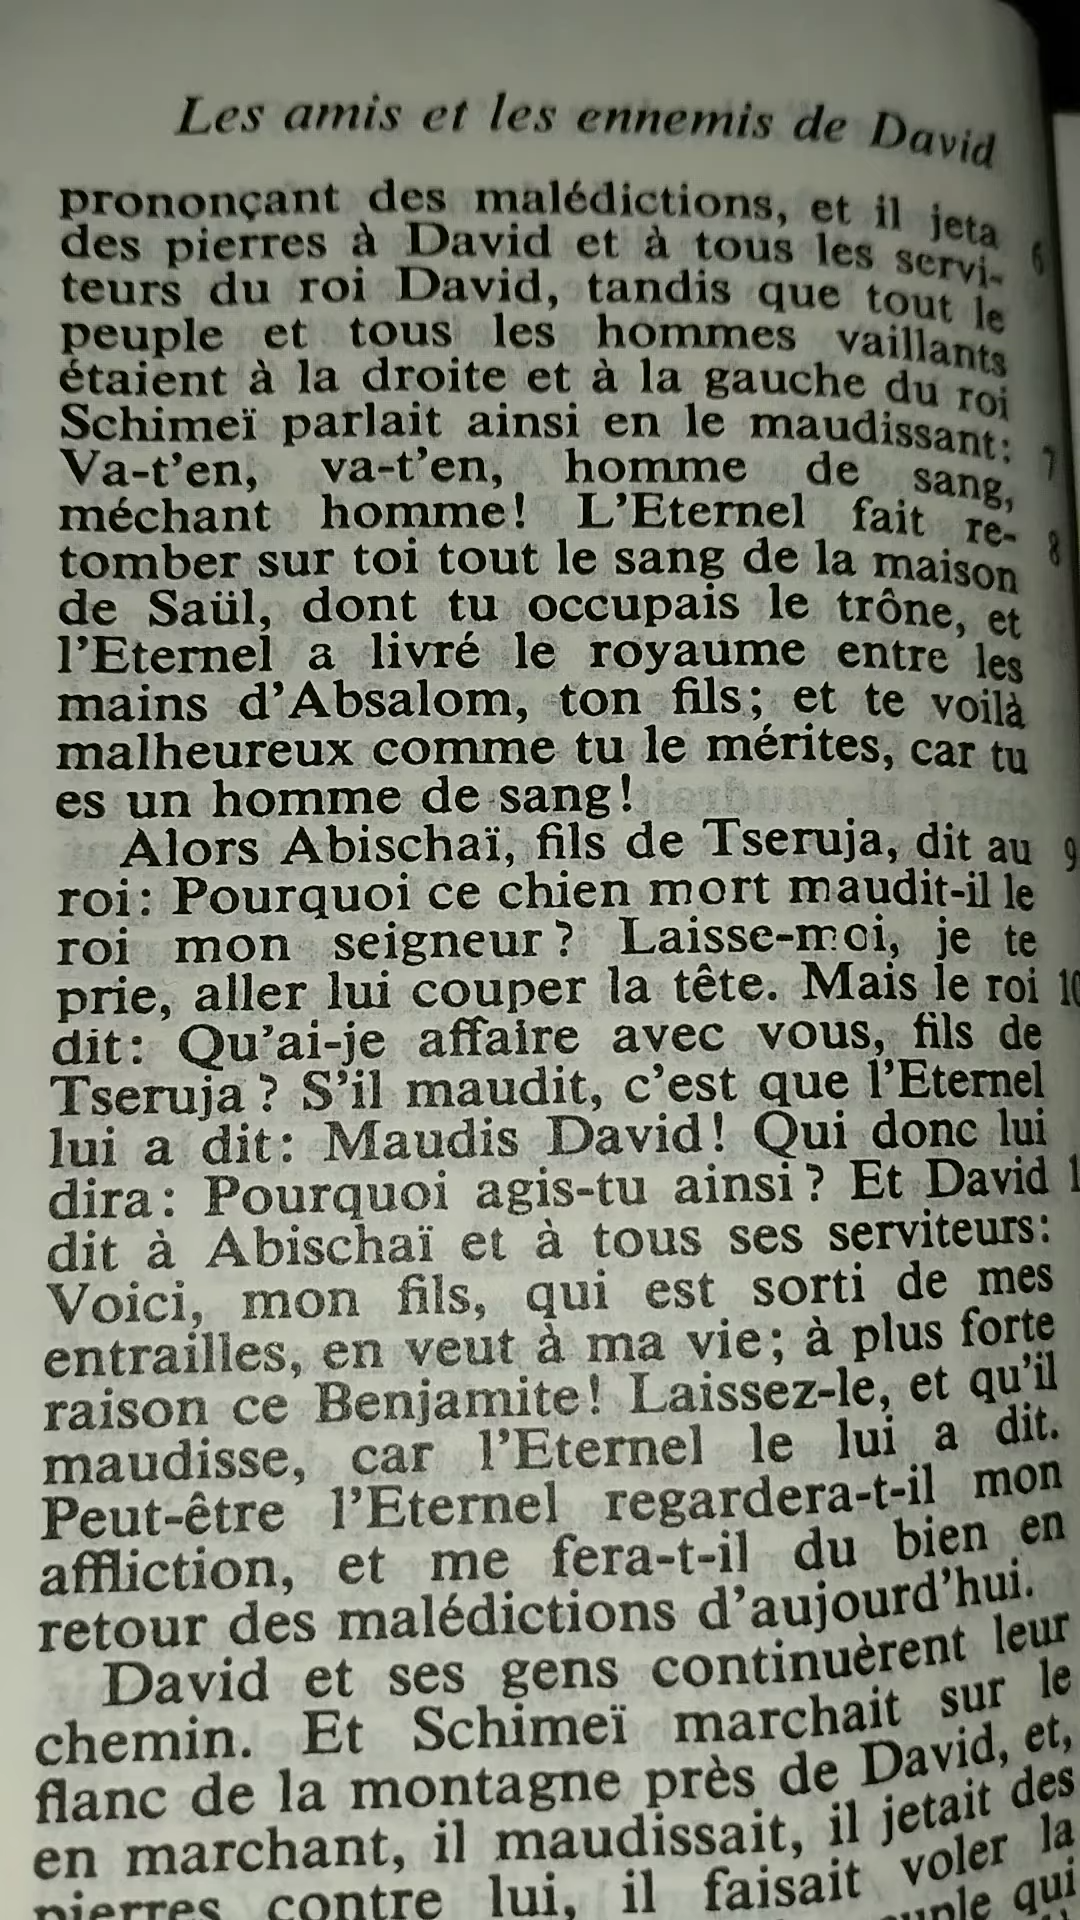 Les amis et les ennemis de David
prononçant des malédictions, et il jeta
des pierres à David et à tous les servi- 6
teurs du roi David, tandis que tout le
peuple et tous les hommes vaillants
étaient à la droite et à la gauche du roi
Schimeï parlait ainsi en le maudissant: 7
Va-t'en, va-t'en, homme de sang,
méchant homme! L'Eternel fait re- 8
tomber sur toi tout le sang de la maison
de Saül, dont tu occupais le trône, et
l'Eternel a livré le royaume entre les
mains d'Absalom, ton fils; et te voilà
malheureux comme tu le mérites, car tu
es un homme de sang!
Alors Abischaï, fils de Tseruja, dit au 9
roi: Pourquoi ce chien mort maudit-il le
roi mon seigneur? Laisse-moi, je te
prie, aller lui couper la tête. Mais le roi 10
dit: Qu'ai-je affaire avec vous, fils de
Tseruja? S'il maudit, c'est que l'Eternel
lui a dit: Maudis David! Qui donc lui
dira: Pourquoi agis-tu ainsi? Et David 1
dit à Abischaï et à tous ses serviteurs:
Voici, mon fils, qui est sorti de mes
entrailles, en veut à ma vie; à plus forte
raison ce Benjamite! Laissez-le, et qu'il
maudisse, car l'Eternel le lui a dit.
Peut-être l'Eternel regardera-t-il mon
affliction, et me fera-t-il du bien en
retour des malédictions d'aujourd'hui.
David et ses gens continuèrent leur
chemin. Et Schimeï marchait sur le
flanc de la montagne près de David, et,
en marchant, il maudissait, il jetait des
pierres contre lui, il faisait voler la
qui